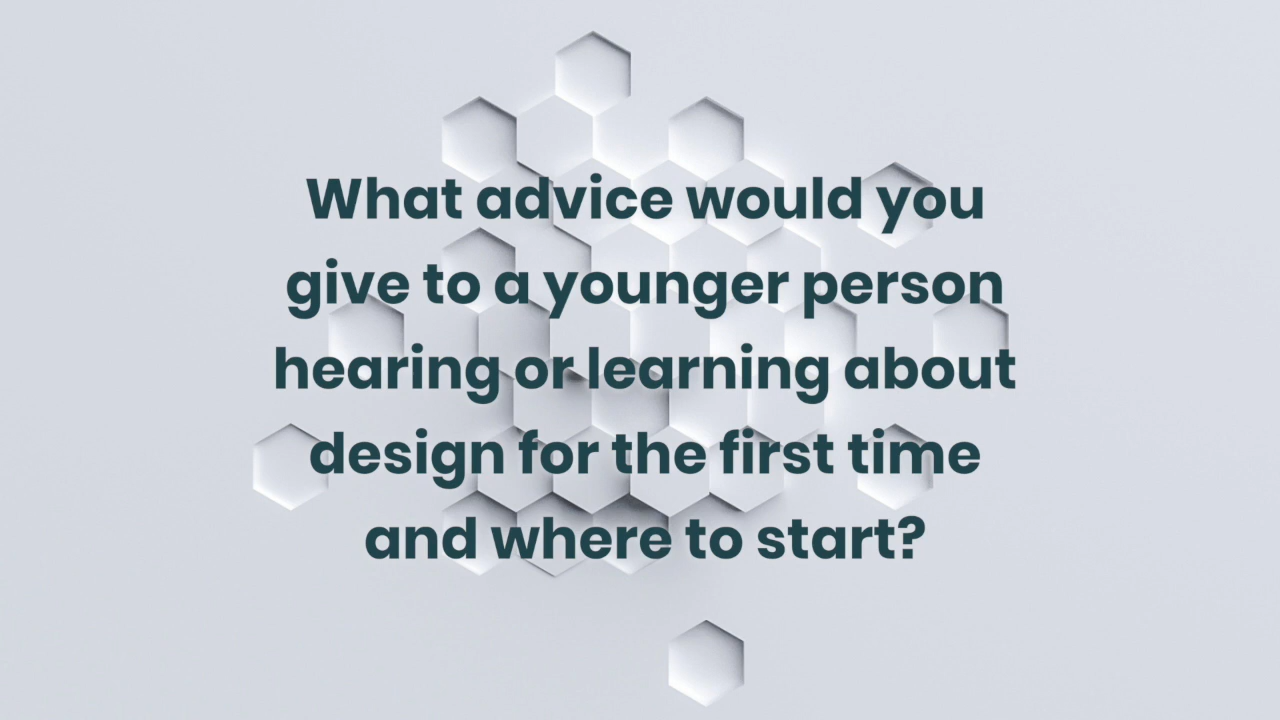 What advice would you
give to a younger person
hearing or learning about
design for the first time
and where to start?